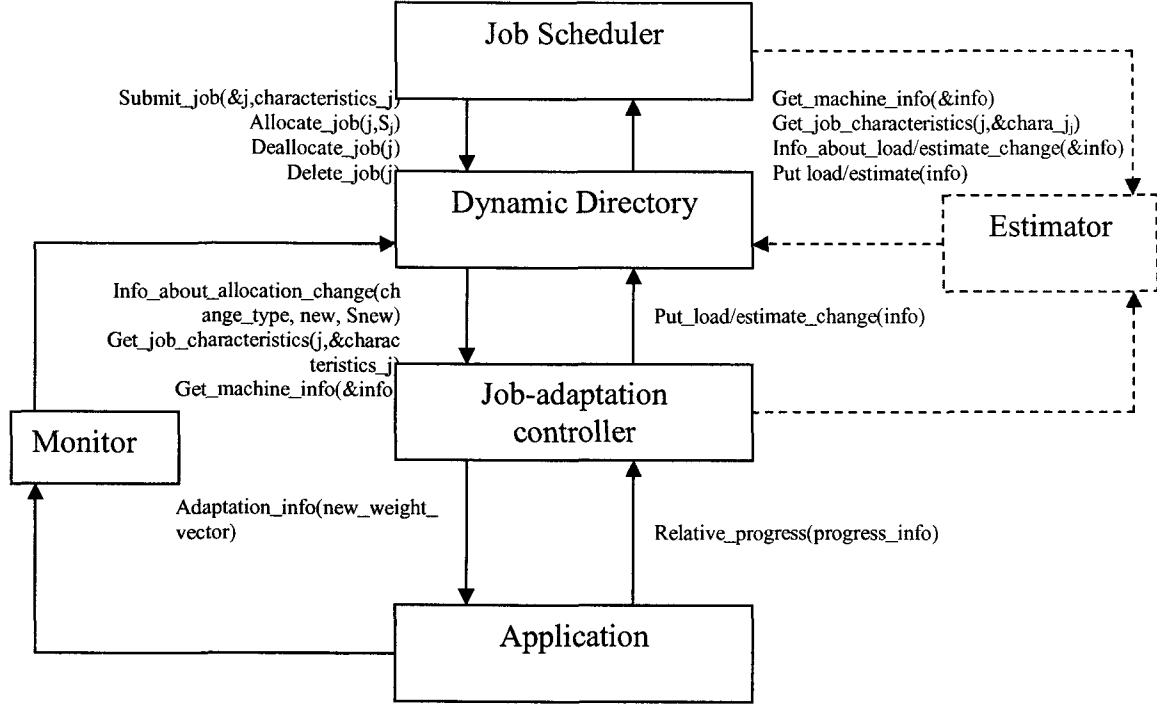 Job Scheduler
Submit_job(&j,characteristics_j)
Allocate_job(j,Sj)
Deallocate_job(j)
Delete_job(j)
Get_machine_info(&info)
Get_job_characteristics(j,&chara_jj)
Info_about_load/estimate_change(&info)
Put load/estimate(info)
Dynamic Directory
Estimator
Info_about_allocation_change(ch
ange_type, new, Snew)
Get_job_characteristics(j,&charac
teristics_j)
Get_machine_info(&info
Put_load/estimate_change(info)
Job-adaptation
controller
Monitor
Adaptation_info(new_weight_
vector)
Relative_progress(progress_info)
Application